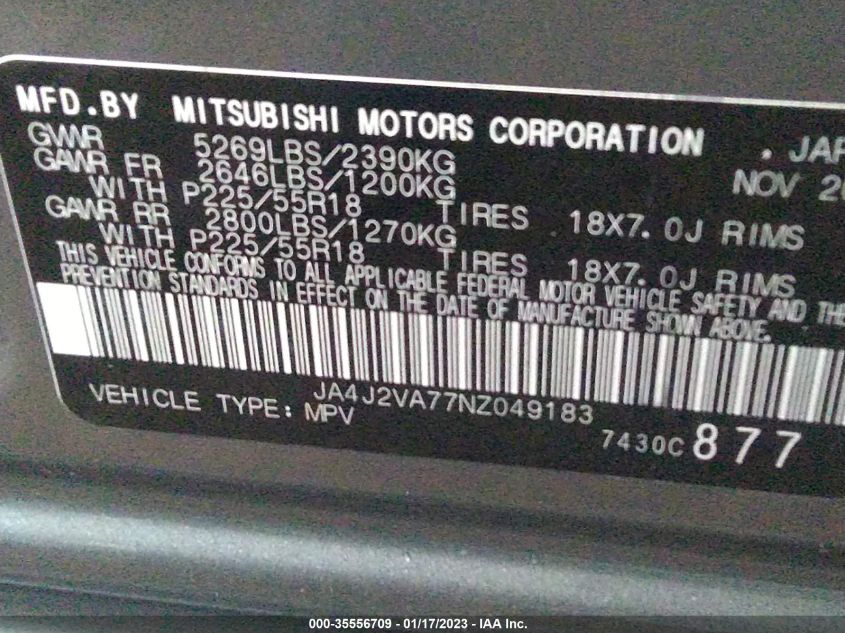 MFD.BY MITSUBISHI MOTORS CORPORATION
GVWR 5269LBS/2390KG NOV
GAWR FR 2646LBS/1200KG
WITH P225/55R18 TIRES 18X7.0J RIMS
GAWR RR 2800LBS/1270KG
WITH P225/55R18 TIRES 18X7.0J RIMS
THIS VEHICLE CONFORMS TO ALL APPLICABLE FEDERAL MOTOR VEHICLE SAFETY AND THEFT
PREVENTION STANDARDS IN EFFECT ON THE DATE OF MANUFACTURE SHOWN ABOVE.
JA4J2VA77NZ049183
VEHICLE TYPE: MPV
7430C 877
000-35556709 — 01/17/2023 — IAA Inc.